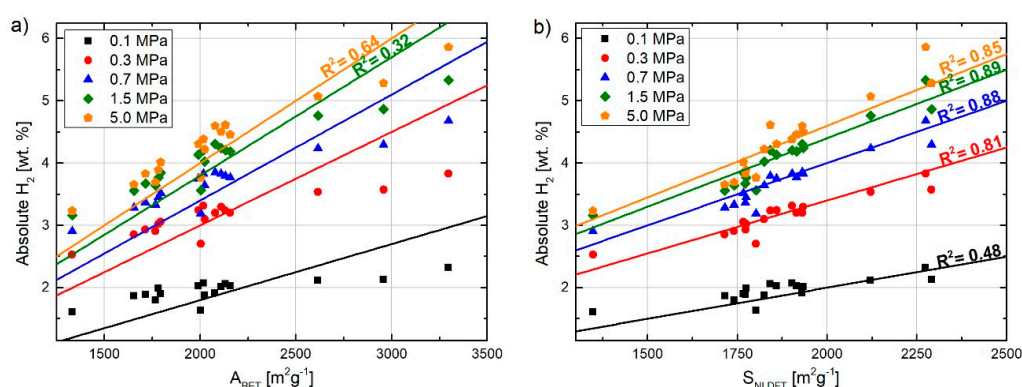 a)
0.1 MPa
0.3 MPa
0.7 MPa
1.5 MPa
5.0 MPa
R²= 0.64
R²= 0.32
Absolute H₂ [wt. %]
6
5
4
3
2
1500 2000 2500 3000 3500
A_BET [m²g⁻¹]
b)
0.1 MPa
0.3 MPa
0.7 MPa
1.5 MPa
5.0 MPa
R²= 0.85
R²= 0.89
R²= 0.88
R²= 0.81
R²= 0.48
Absolute H₂ [wt. %]
6
5
4
3
2
1500 1750 2000 2250 2500
S_NLDFT [m²g⁻¹]